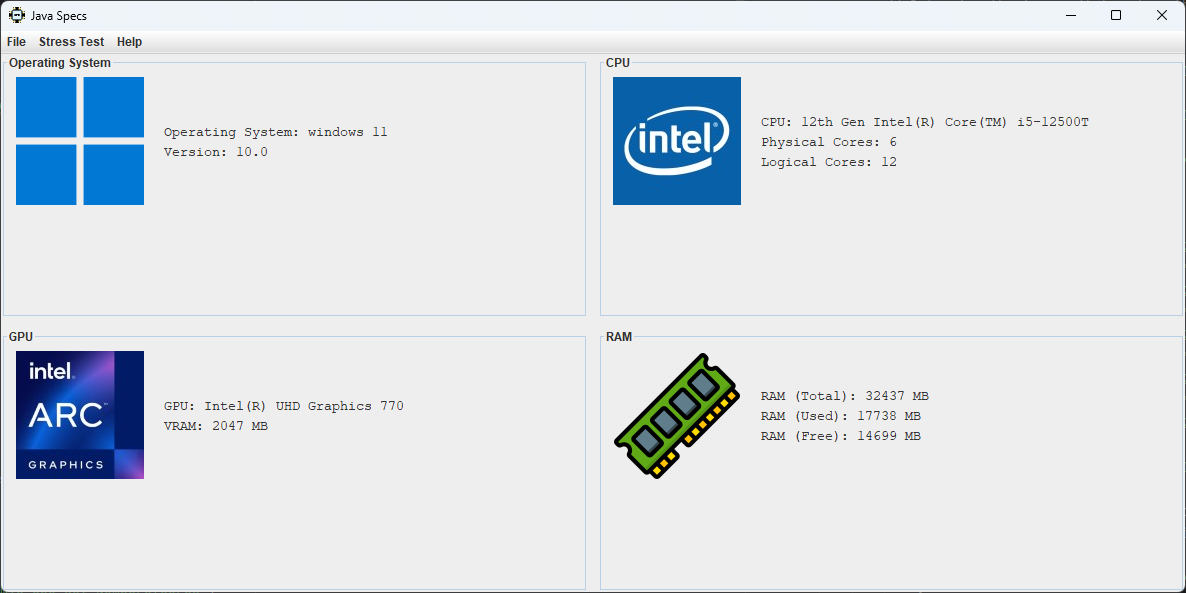 Java Specs
File Stress Test Help
Operating System
Operating System: windows 11
Version: 10.0
CPU
intel®
CPU: 12th Gen Intel(R) Core(TM) i5-12500T
Physical Cores: 6
Logical Cores: 12
GPU
intel.
ARC™
GRAPHICS
GPU: Intel(R) UHD Graphics 770
VRAM: 2047 MB
RAM
RAM (Total): 32437 MB
RAM (Used): 17738 MB
RAM (Free): 14699 MB